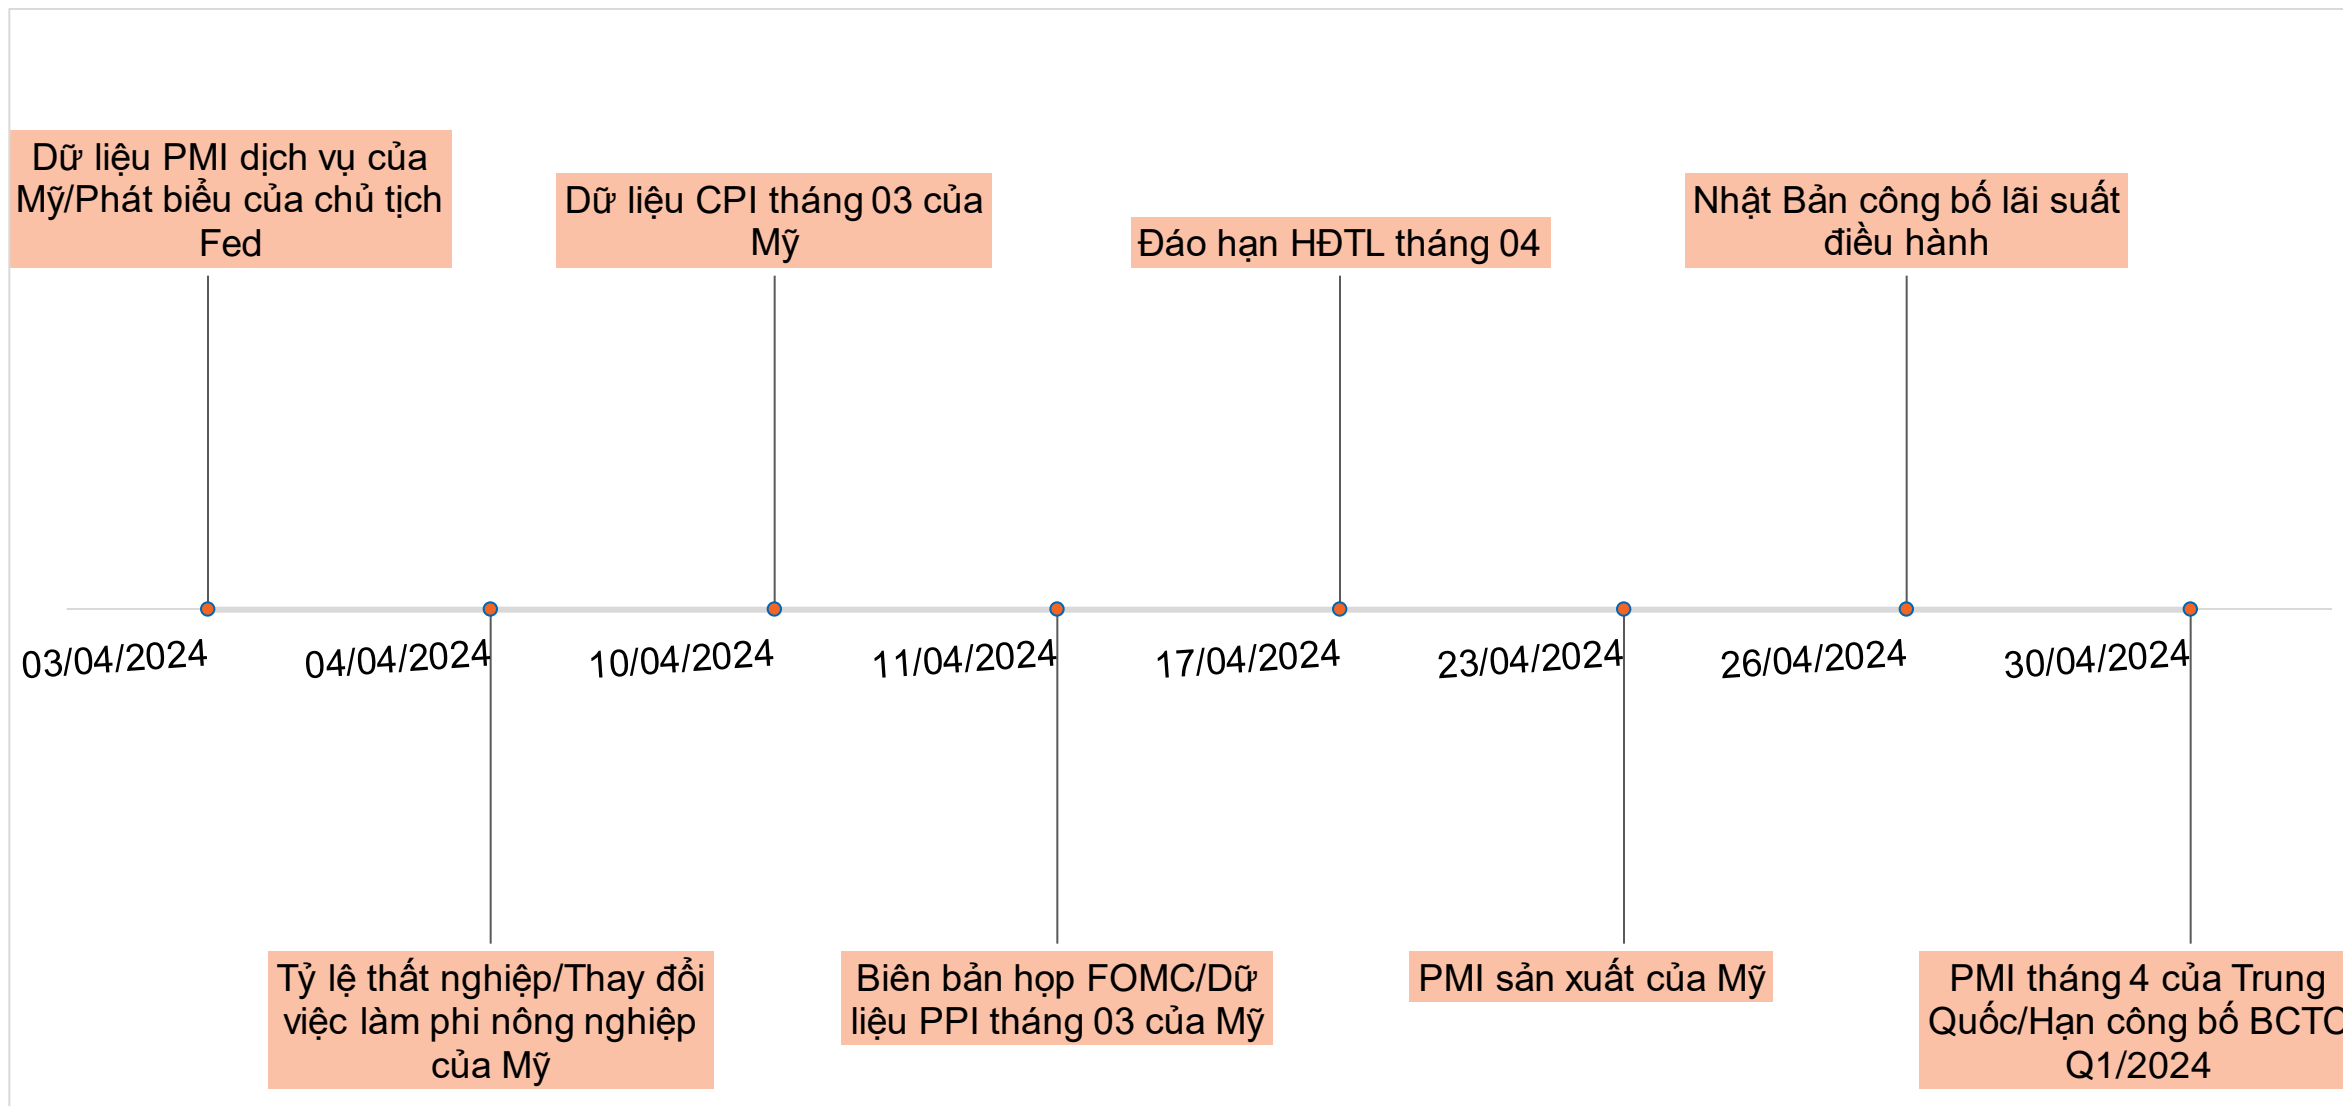 Dữ liệu PMI dịch vụ của
Mỹ/Phát biểu của chủ tịch
Fed
Dữ liệu CPI tháng 03 của
Mỹ
Đáo hạn HĐTL tháng 04
Nhật Bản công bố lãi suất
điều hành
03/04/2024
04/04/2024
10/04/2024
11/04/2024
17/04/2024
23/04/2024
26/04/2024
30/04/2024
Tỷ lệ thất nghiệp/Thay đổi
việc làm phi nông nghiệp
của Mỹ
Biên bản họp FOMC/Dữ
liệu PPI tháng 03 của Mỹ
PMI sản xuất của Mỹ
PMI tháng 4 của Trung
Quốc/Hạn công bố BCTC
Q1/2024